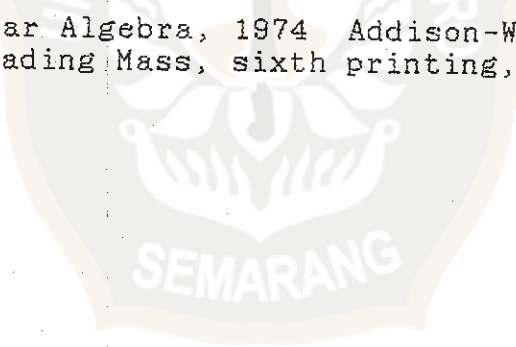 ar Algebra, 1974 Addison-W
ading Mass, sixth printing,
SEMARANG